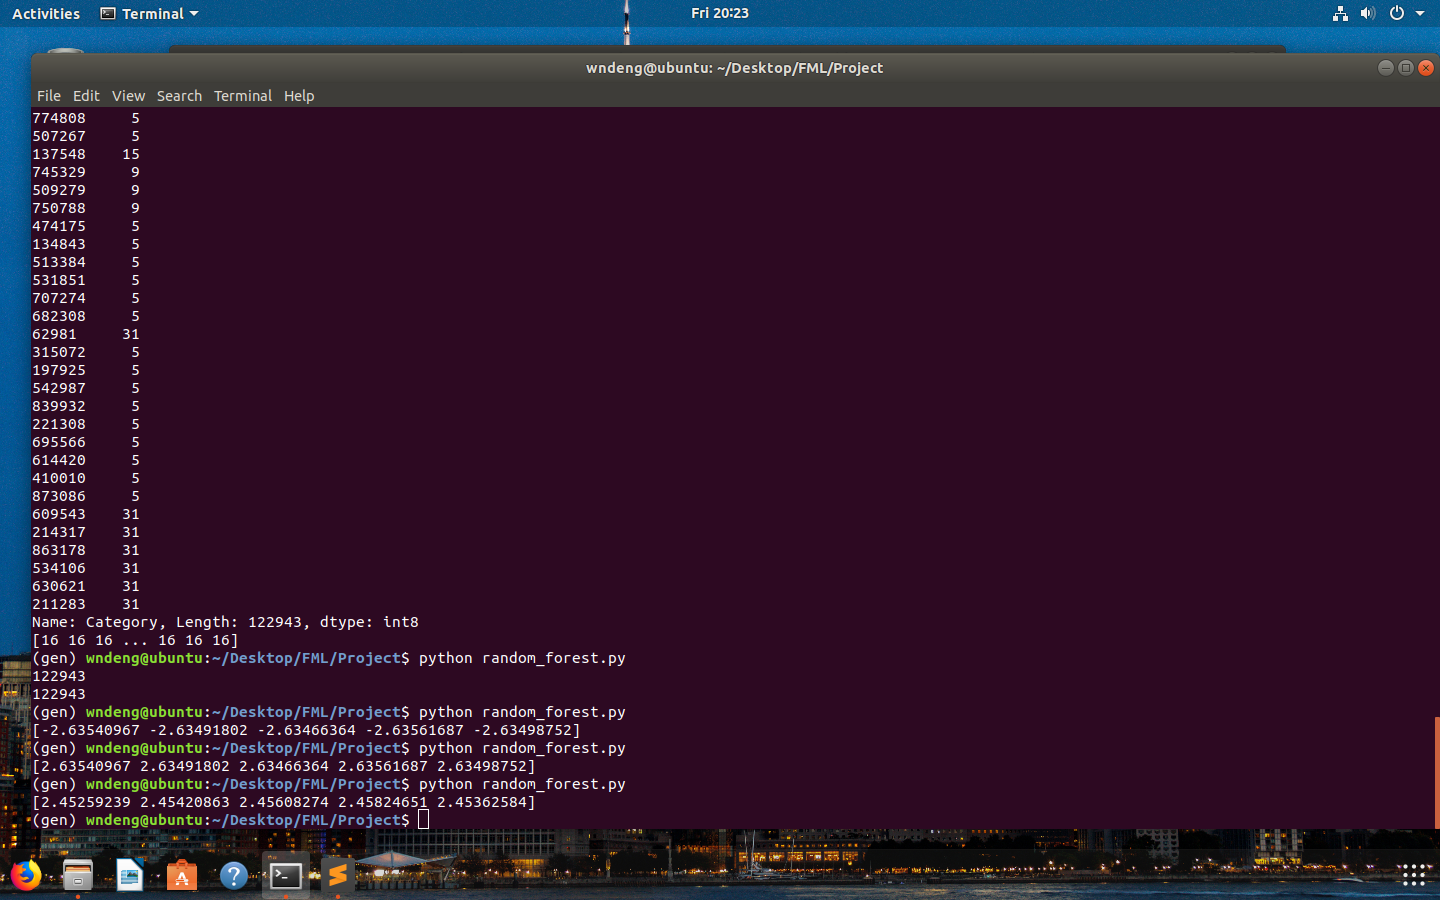 Activities Terminal Fri 20:23
wndeng@ubuntu: ~/Desktop/FML/Project
File Edit View Search Terminal Help
774808 5
507267 5
137548 15
745329 9
509279 9
750788 9
474175 5
134843 5
513384 5
531851 5
707274 5
682308 5
62981 31
315072 5
197925 5
542987 5
839932 5
221308 5
695566 5
614420 5
410010 5
873086 5
609543 31
214317 31
863178 31
534106 31
630621 31
211283 31
Name: Category, Length: 122943, dtype: int8
[16 16 16 ... 16 16 16]
(gen) wndeng@ubuntu:~/Desktop/FML/Project$ python random_forest.py
122943
122943
(gen) wndeng@ubuntu:~/Desktop/FML/Project$ python random_forest.py
[-2.63540967 -2.63491802 -2.63466364 -2.63561687 -2.63498752]
(gen) wndeng@ubuntu:~/Desktop/FML/Project$ python random_forest.py
[2.63540967 2.63491802 2.63466364 2.63561687 2.63498752]
(gen) wndeng@ubuntu:~/Desktop/FML/Project$ python random_forest.py
[2.45259239 2.45420863 2.45608274 2.45824651 2.45362584]
(gen) wndeng@ubuntu:~/Desktop/FML/Project$